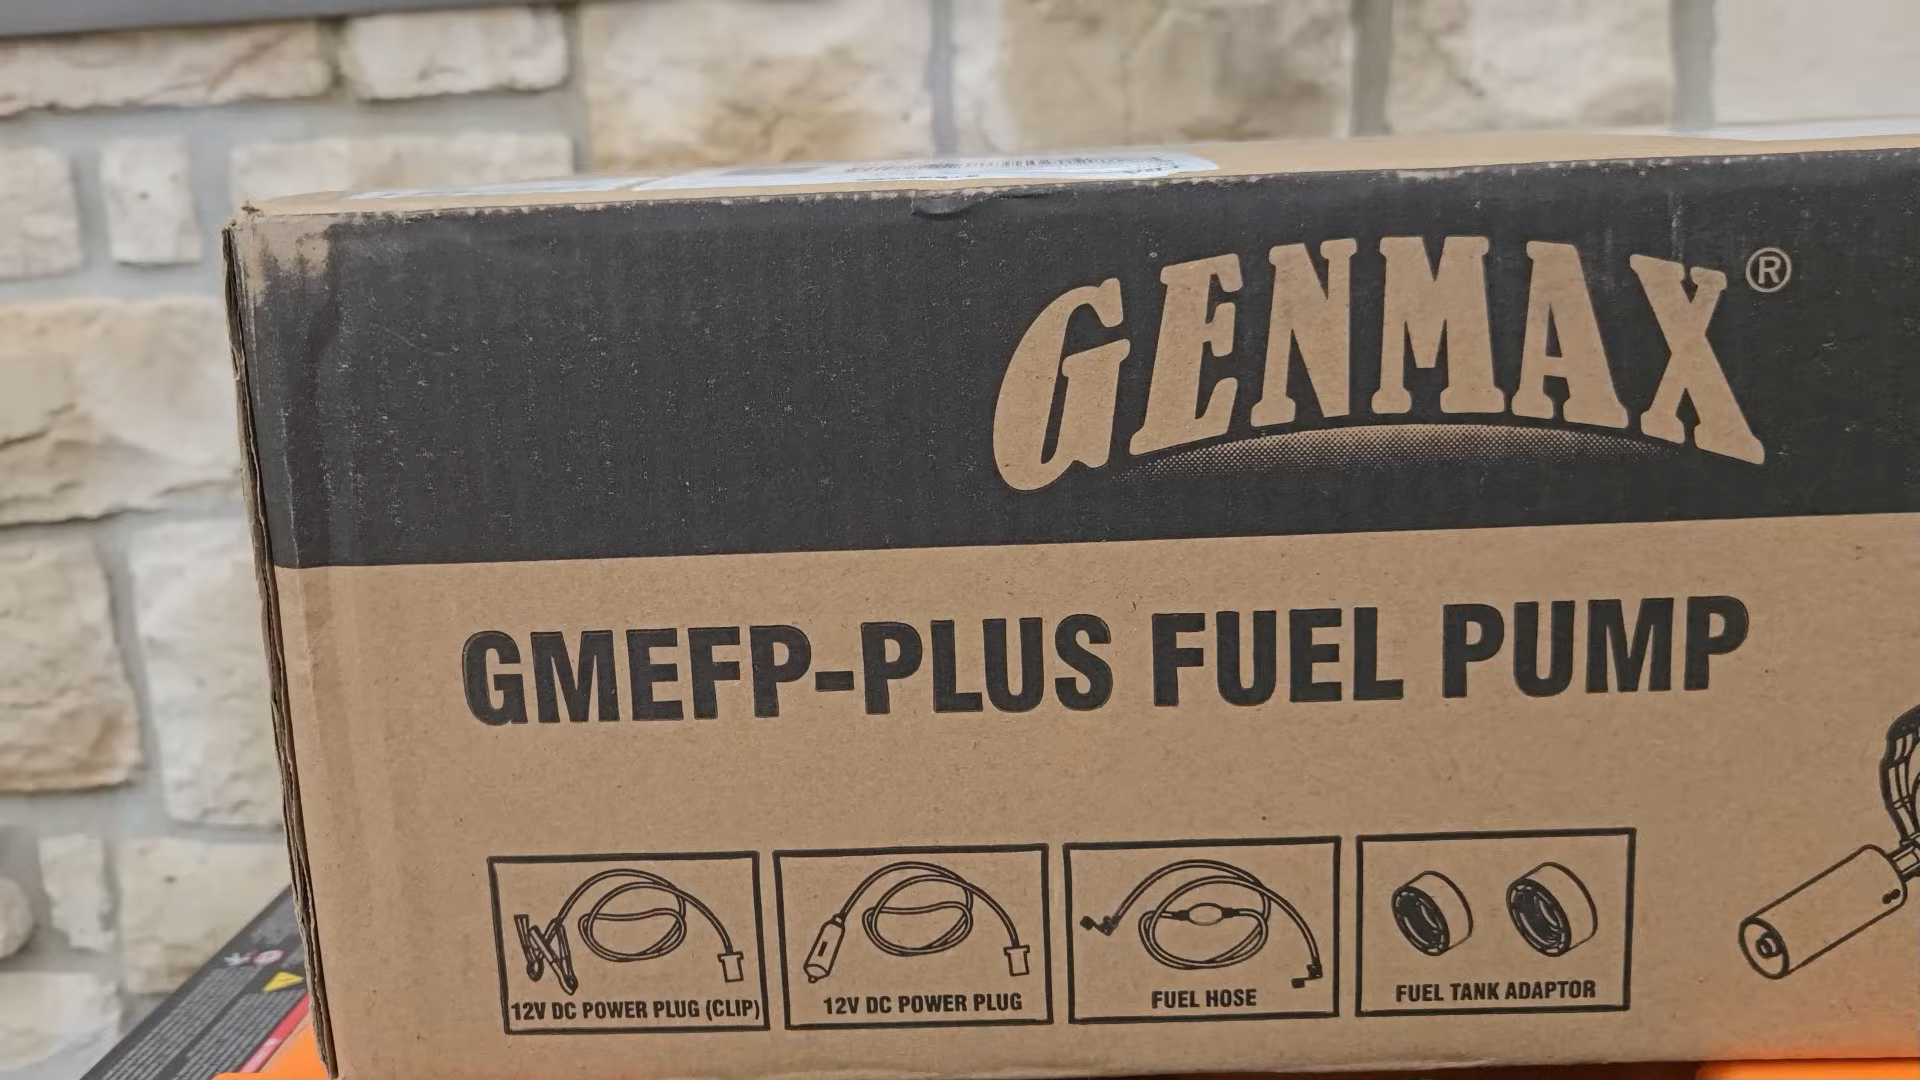 GENMAX®
GMEFP-PLUS FUEL PUMP
12V DC POWER PLUG (CLIP)
12V DC POWER PLUG
FUEL HOSE
FUEL TANK ADAPTOR